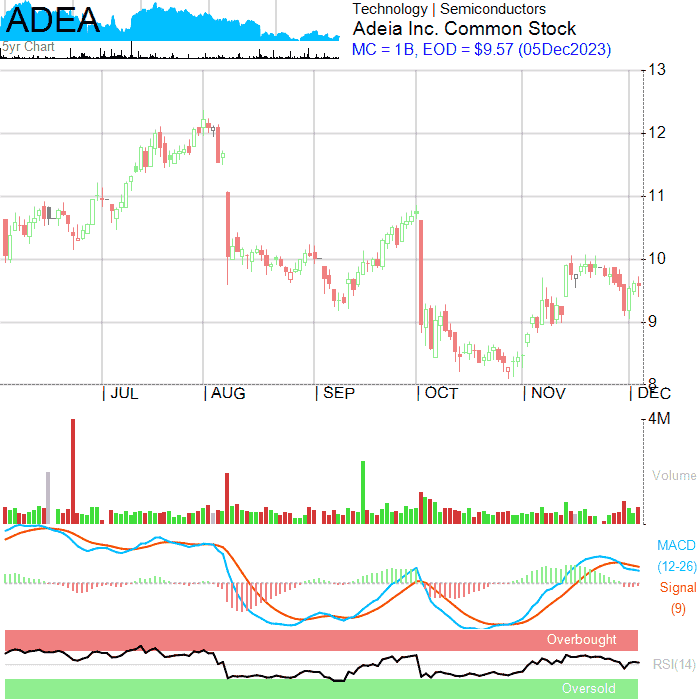 ADEA
5yr Chart
Technology | Semiconductors
Adeia Inc. Common Stock
MC = 1B, EOD = $9.57 (05Dec2023)
13
12
11
10
9
8
| JUL | AUG | SEP | OCT | NOV | DEC
4M
Volume
MACD
(12-26)
Signal
(9)
Overbought
RSI(14)
Oversold